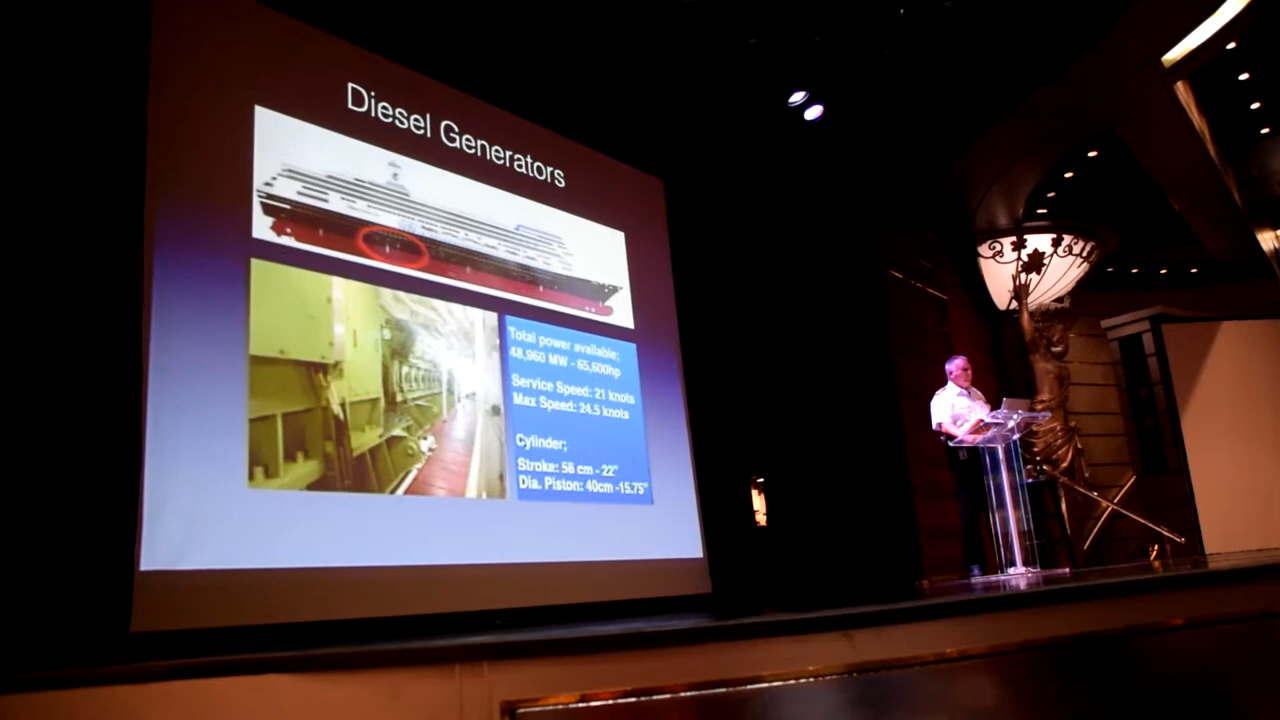 Diesel Generators
Total power available;
48,960 MW - 65,600hp
Service Speed: 21 knots
Max Speed: 24.5 knots
Cylinder;
Stroke: 56 cm - 22"
Dia. Piston: 40cm -15.75"